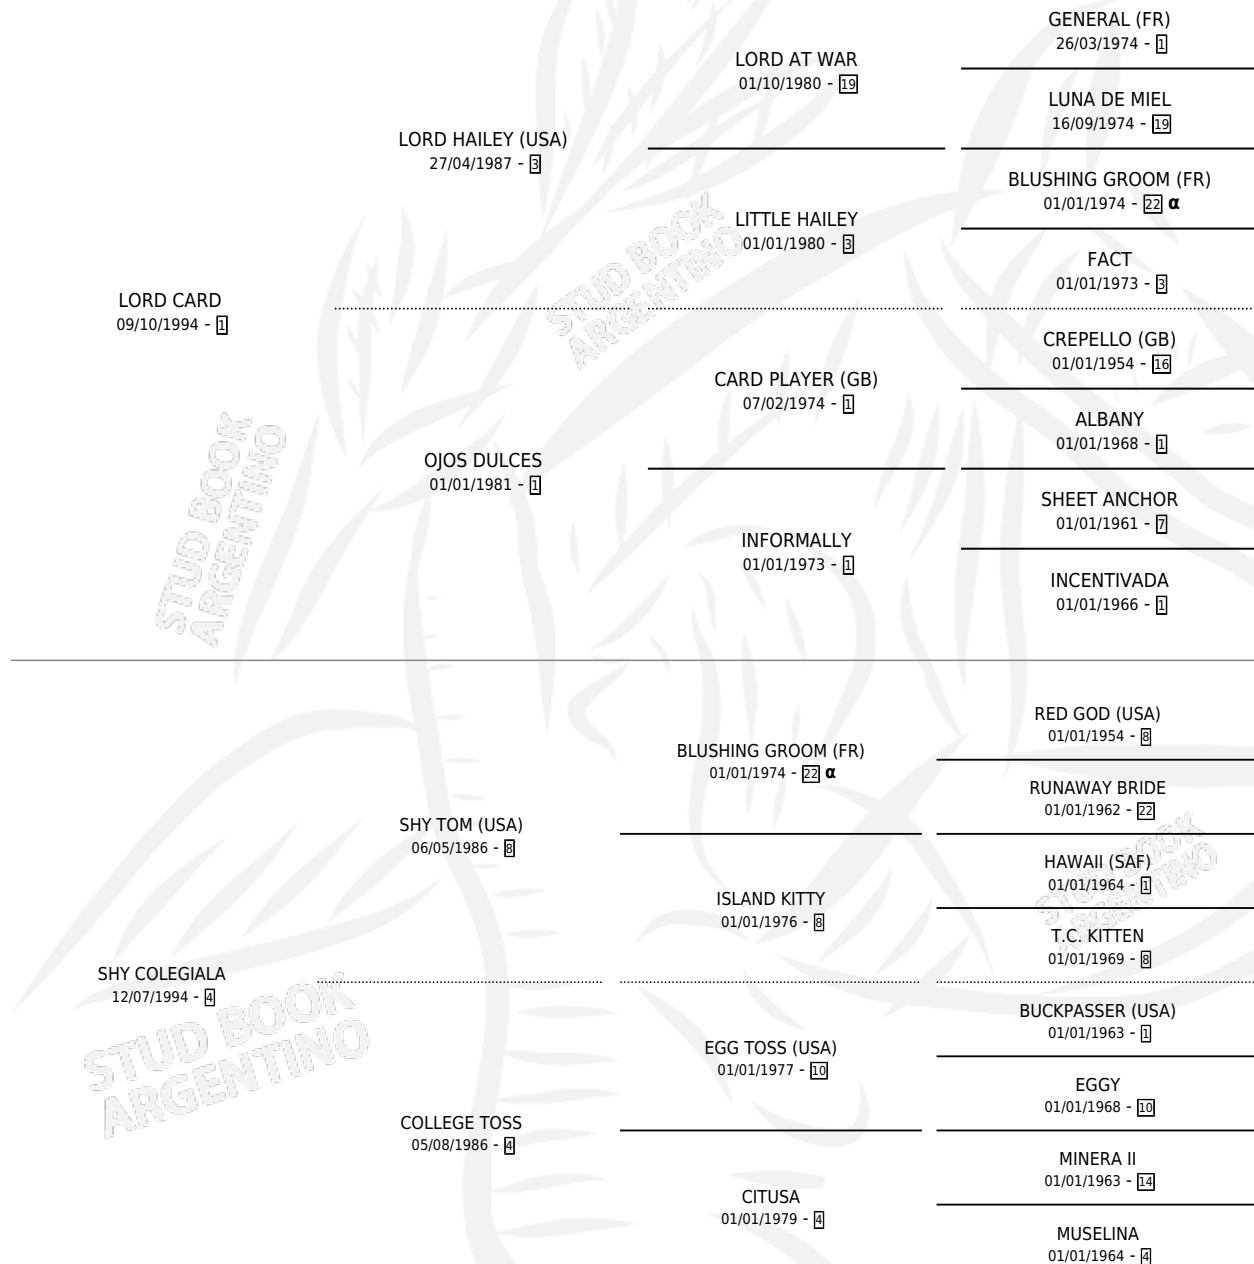 GENERAL (FR)
26/03/1974 - 1
LORD AT WAR
01/10/1980 - 19
LUNA DE MIEL
16/09/1974 - 19
LORD HAILEY (USA)
27/04/1987 - 3
BLUSHING GROOM (FR)
01/01/1974 - 22 α
LITTLE HAILEY
01/01/1980 - 3
FACT
01/01/1973 - 3
LORD CARD
09/10/1994 - 1
CREPELLO (GB)
01/01/1954 - 16
CARD PLAYER (GB)
07/02/1974 - 1
ALBANY
01/01/1968 - 1
OJOS DULCES
01/01/1981 - 1
SHEET ANCHOR
01/01/1961 - 7
INFORMALLY
01/01/1973 - 1
INCENTIVADA
01/01/1966 - 1
RED GOD (USA)
01/01/1954 - 8
BLUSHING GROOM (FR)
01/01/1974 - 22 α
RUNAWAY BRIDE
01/01/1962 - 22
SHY TOM (USA)
06/05/1986 - 8
HAWAII (SAF)
01/01/1964 - 1
ISLAND KITTY
01/01/1976 - 8
T.C. KITTEN
01/01/1969 - 8
SHY COLEGIALA
12/07/1994 - 4
BUCKPASSER (USA)
01/01/1963 - 1
EGG TOSS (USA)
01/01/1977 - 10
EGGY
01/01/1968 - 10
COLLEGE TOSS
05/08/1986 - 4
MINERA II
01/01/1963 - 14
CITUSA
01/01/1979 - 4
MUSELINA
01/01/1964 - 4
STUD BOOK
ARGENTINO
STUD BOOK
ARGENTINO
STUD BOOK
ARGENTINO
STUD BOOK
ARGENTINO